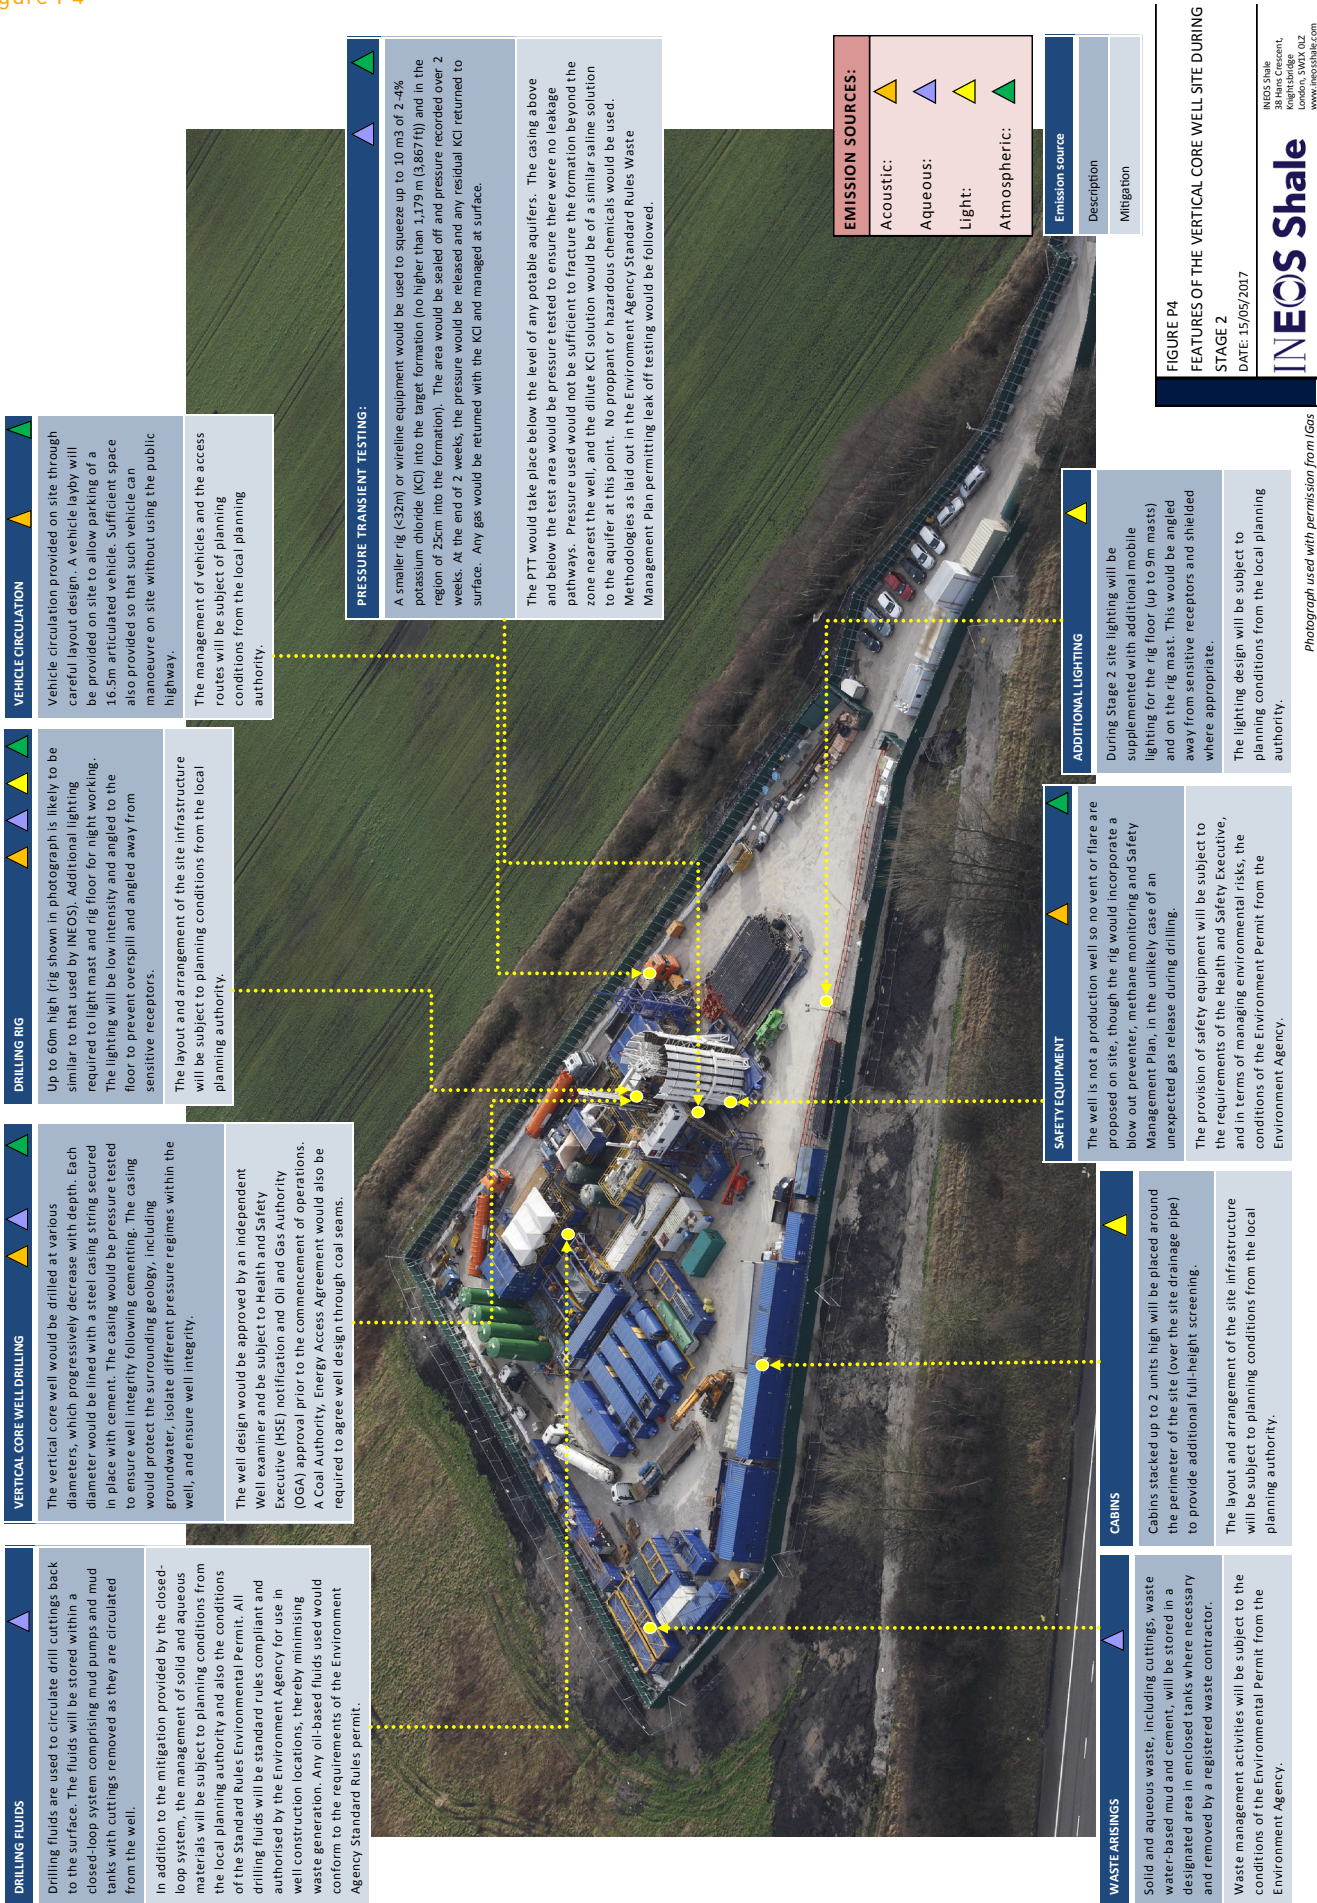 gure P4
DRILLING FLUIDS
Drilling fluids are used to circulate drill cuttings back
to the surface. The fluids will be stored within a
closed-loop system comprising mud pumps and mud
tanks with cuttings removed as they are circulated
from the well.
In addition to the mitigation provided by the closed-
loop system, the management of solid and aqueous
materials will be subject to planning conditions from
the local planning authority and also the conditions
of the Standard Rules Environmental Permit. All
drilling fluids will be standard rules compliant and
authorised by the Environment Agency for use in
well construction locations, thereby minimising
waste generation. Any oil-based fluids used would
conform to the requirements of the Environment
Agency Standard Rules permit.
VERTICAL CORE WELL DRILLING
The vertical core well would be drilled at various
diameters, which progressively decrease with depth. Each
diameter would be lined with a steel casing string secured
in place with cement. The casing would be pressure tested
to ensure well integrity following cementing. The casing
would protect the surrounding geology, including
groundwater, isolate different pressure regimes within the
well, and ensure well integrity.
The well design would be approved by an independent
Well examiner and be subject to Health and Safety
Executive (HSE) notification and Oil and Gas Authority
(OGA) approval prior to the commencement of operations.
A Coal Authority, Energy Access Agreement would also be
required to agree well design through coal seams.
DRILLING RIG
Up to 60m high (rig shown in photograph is likely to be
similar to that used by INEOS). Additional lighting
required to light mast and rig floor for night working.
The lighting will be low intensity and angled to the
floor to prevent overspill and angled away from
sensitive receptors.
The layout and arrangement of the site infrastructure
will be subject to planning conditions from the local
planning authority.
VEHICLE CIRCULATION
Vehicle circulation provided on site through
careful layout design. A vehicle layby will
be provided on site to allow parking of a
16.5m articulated vehicle. Sufficient space
also provided so that such vehicle can
manoeuvre on site without using the public
highway.
The management of vehicles and the access
routes will be subject of planning
conditions from the local planning
authority.
PRESSURE TRANSIENT TESTING:
A smaller rig (<32m) or wireline equipment would be used to squeeze up to 10 m3 of 2 -4%
potassium chloride (KCl) into the target formation (no higher than 1,179 m (3,867 ft) and in the
region of 25cm into the formation). The area would be sealed off and pressure recorded over 2
weeks. At the end of 2 weeks, the pressure would be released and any residual KCl returned to
surface. Any gas would be returned with the KCl and managed at surface.
The PTT would take place below the level of any potable aquifers. The casing above
and below the test area would be pressure tested to ensure there were no leakage
pathways. Pressure used would not be sufficient to fracture the formation beyond the
zone nearest the well, and the dilute KCl solution would be of a similar saline solution
to the aquifer at this point. No proppant or hazardous chemicals would be used.
Methodologies as laid out in the Environment Agency Standard Rules Waste
Management Plan permitting leak off testing would be followed.
EMISSION SOURCES:
Acoustic:
Aqueous:
Light:
Atmospheric:
Emission source
Description
Mitigation
WASTE ARISINGS
Solid and aqueous waste, including cuttings, waste
water-based mud and cement, will be stored in a
designated area in enclosed tanks where necessary
and removed by a registered waste contractor.
Waste management activities will be subject to the
conditions of the Environmental Permit from the
Environment Agency.
CABINS
Cabins stacked up to 2 units high will be placed around
the perimeter of the site (over the site drainage pipe)
to provide additional full-height screening.
The layout and arrangement of the site infrastructure
will be subject to planning conditions from the local
planning authority.
SAFETY EQUIPMENT
The well is not a production well so no vent or flare are
proposed on site, though the rig would incorporate a
blow out preventer, methane monitoring and Safety
Management Plan, in the unlikely case of an
unexpected gas release during drilling.
The provision of safety equipment will be subject to
the requirements of the Health and Safety Executive,
and in terms of managing environmental risks, the
conditions of the Environment Permit from the
Environment Agency.
ADDITIONAL LIGHTING
During Stage 2 site lighting will be
supplemented with additional mobile
lighting for the rig floor (up to 9m masts)
and on the rig mast. This would be angled
away from sensitive receptors and shielded
where appropriate.
The lighting design will be subject to
planning conditions from the local planning
authority.
Photograph used with permission from IGas
FIGURE P4
FEATURES OF THE VERTICAL CORE WELL SITE DURING
STAGE 2
DATE: 15/05/2017
INEOS Shale
INEOS Shale
38 Hans Crescent,
Knightsbridge
London, SW1X 0LZ
www.ineosshale.com